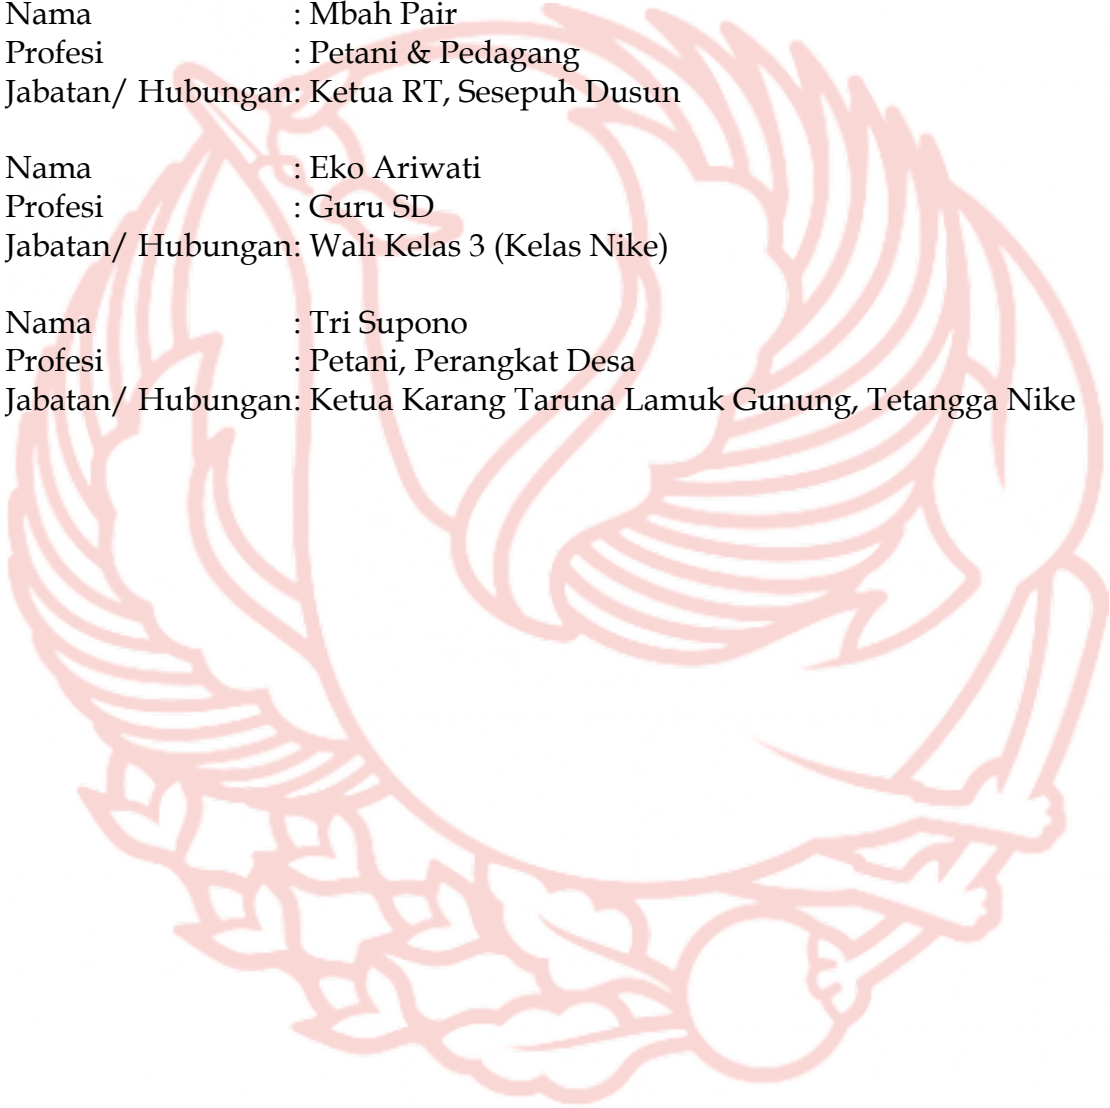 Nama : Mbah Pair
Profesi : Petani & Pedagang
Jabatan/ Hubungan: Ketua RT, Sesepuh Dusun
Nama : Eko Ariwati
Profesi : Guru SD
Jabatan/ Hubungan: Wali Kelas 3 (Kelas Nike)
Nama : Tri Supono
Profesi : Petani, Perangkat Desa
Jabatan/ Hubungan: Ketua Karang Taruna Lamuk Gunung, Tetangga Nike